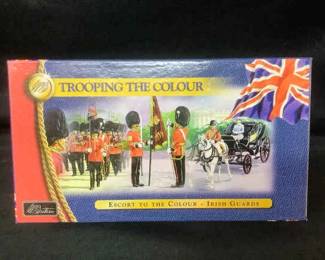 TROOPING THE COLOUR
ESCORT TO THE COLOUR - IRISH GUARDS